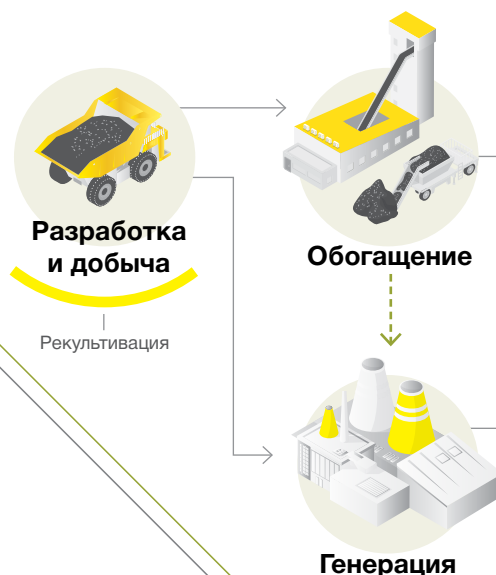 Разработка
и добыча
Рекультивация
Обогащение
Генерация